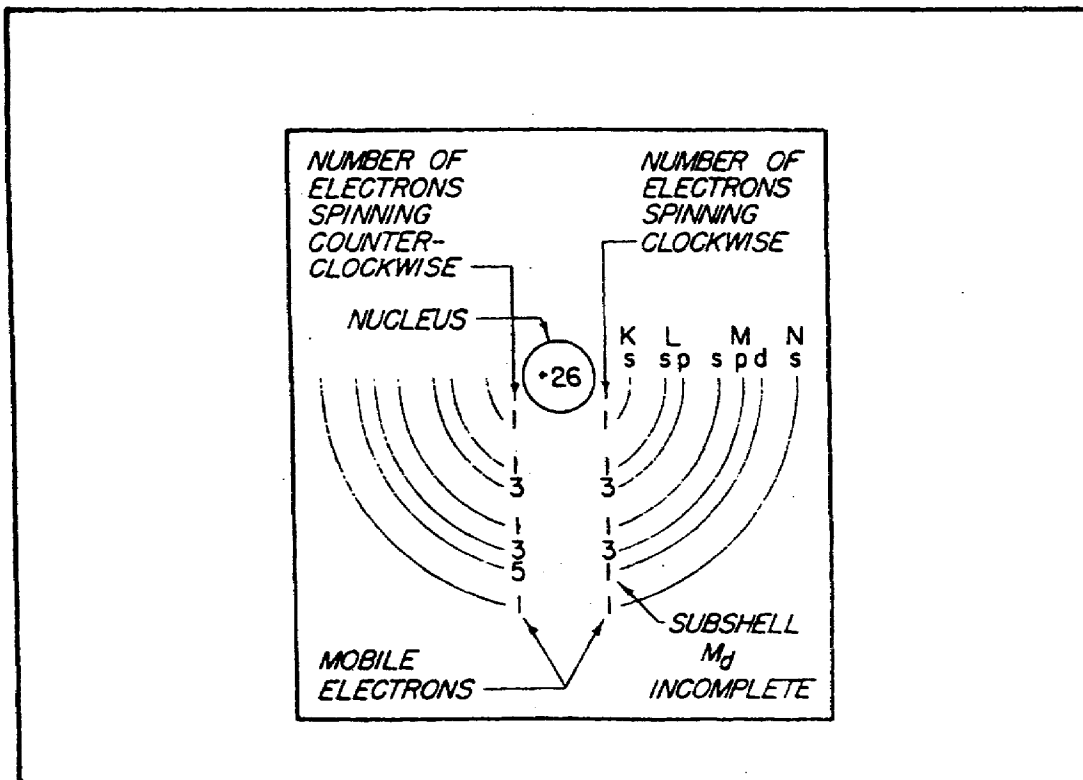 NUMBER OF
ELECTRONS
SPINNING
COUNTER-
CLOCKWISE
NUMBER OF
ELECTRONS
SPINNING
CLOCKWISE
NUCLEUS
K L M N
s s p s p d s
+26
1 1
1 1
3 3
1 1
3 3
5 1
1 1
SUBSHELL
Md
INCOMPLETE
MOBILE
ELECTRONS